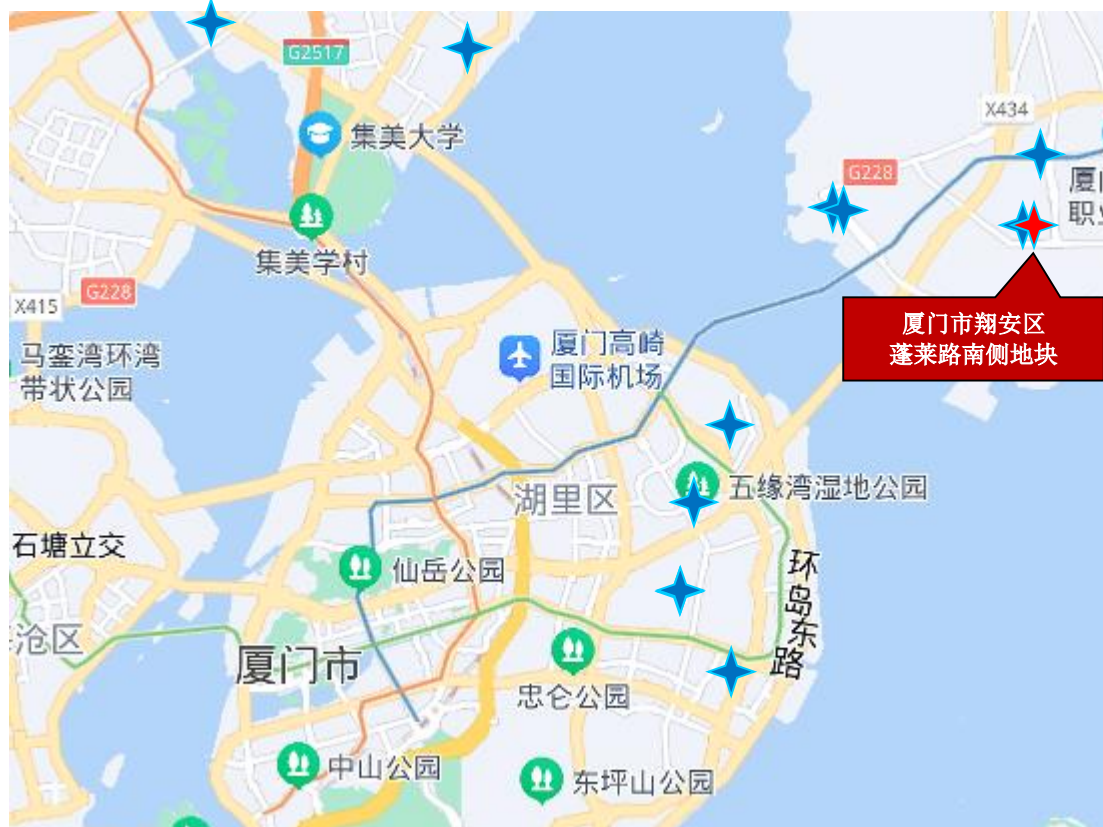 G2517
集美大学
X434
G228
厦门
职业
集美学村
X415
G228
厦门市翔安区
蓬莱路南侧地块
马銮湾环湾
带状公园
厦门高崎
国际机场
五缘湾湿地公园
湖里区
石塘立交
仙岳公园
环岛东路
沧区
厦门市
忠仑公园
中山公园
东坪山公园